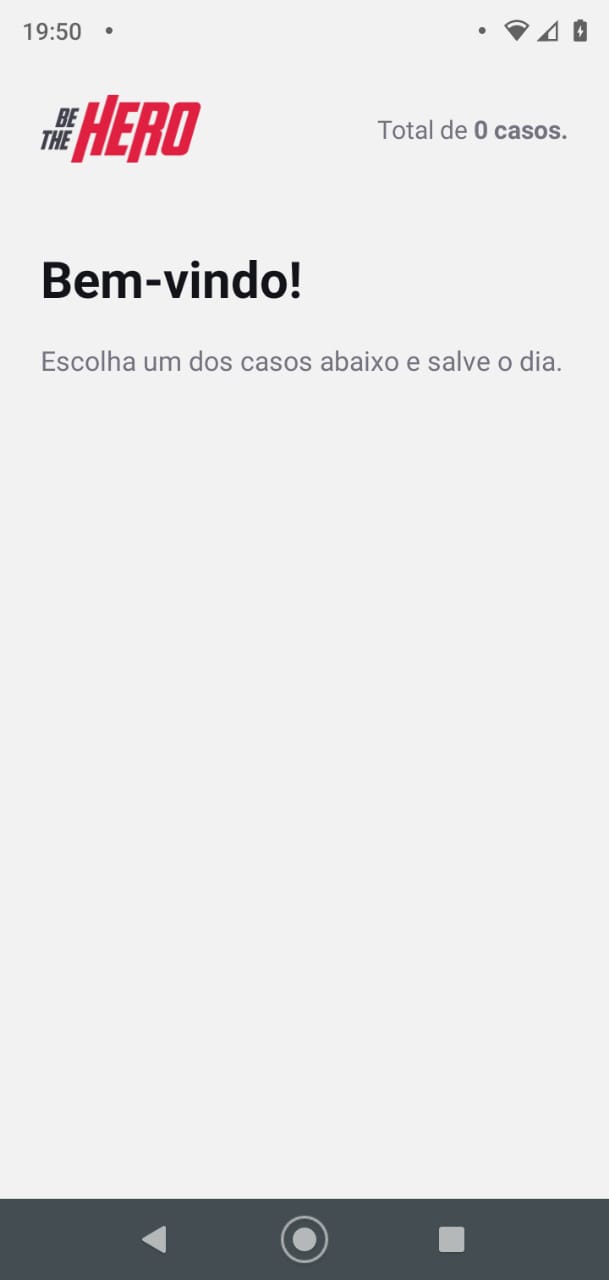 19:50
BE THE HERO
Total de 0 casos.
Bem-vindo!
Escolha um dos casos abaixo e salve o dia.